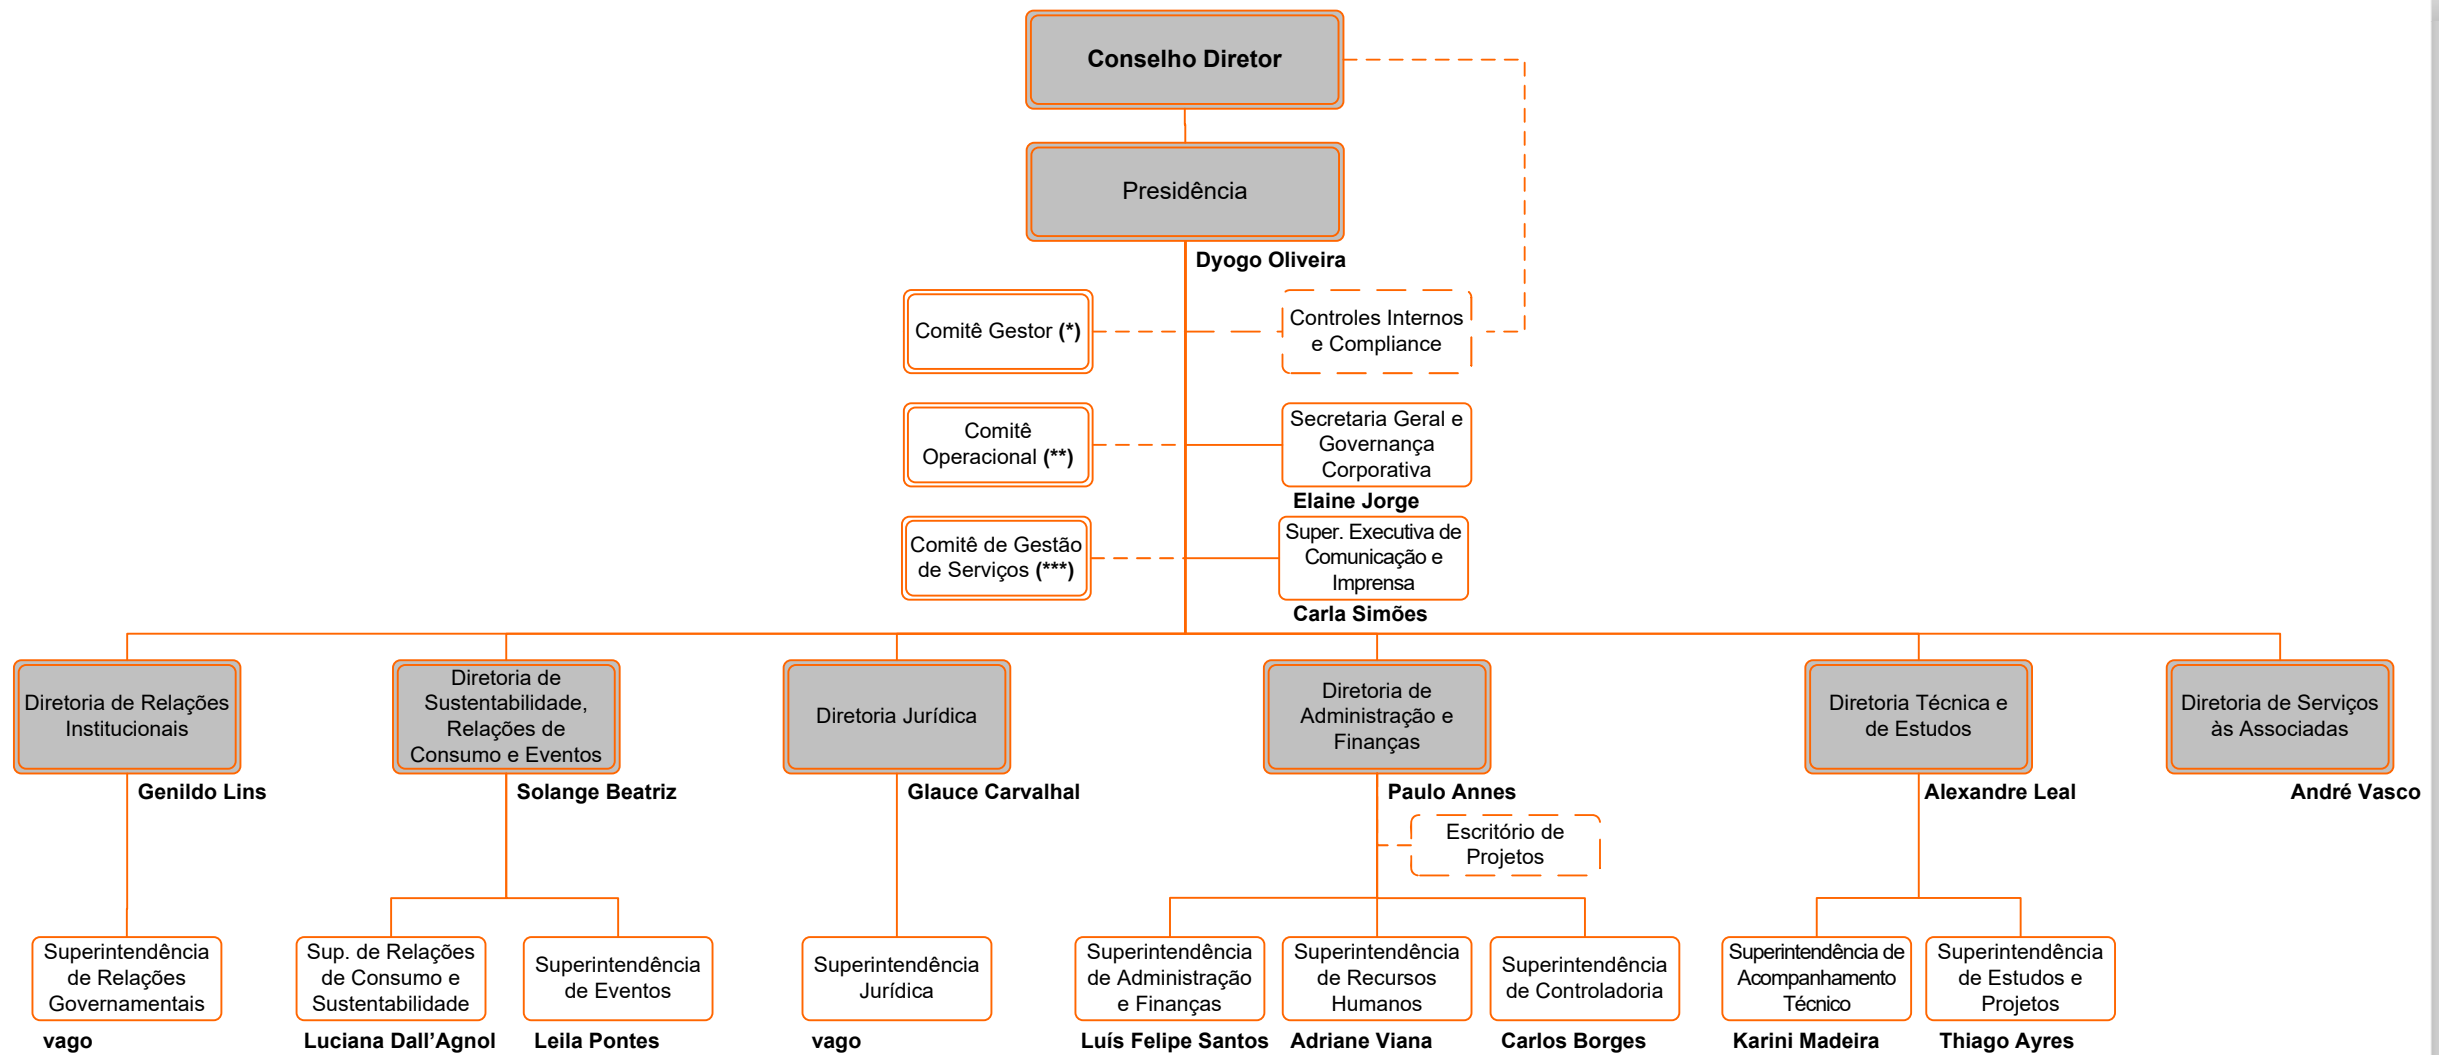 Conselho Diretor
Presidência
Dyogo Oliveira
Comitê Gestor (*)
Controles Internos
e Compliance
Comitê
Operacional (**)
Secretaria Geral e
Governança
Corporativa
Elaine Jorge
Comitê de Gestão
de Serviços (***)
Super. Executiva de
Comunicação e
Imprensa
Carla Simões
Diretoria de Relações
Institucionais
Genildo Lins
Diretoria de
Sustentabilidade,
Relações de
Consumo e Eventos
Solange Beatriz
Diretoria Jurídica
Glauce Carvalhal
Diretoria de
Administração e
Finanças
Paulo Annes
Diretoria Técnica e
de Estudos
Alexandre Leal
Diretoria de Serviços
às Associadas
André Vasco
Escritório de
Projetos
Superintendência
de Relações
Governamentais
vago
Sup. de Relações
de Consumo e
Sustentabilidade
Luciana Dall’Agnol
Superintendência
de Eventos
Leila Pontes
Superintendência
Jurídica
vago
Superintendência
de Administração
e Finanças
Luís Felipe Santos
Superintendência
de Recursos
Humanos
Adriane Viana
Superintendência
de Controladoria
Carlos Borges
Superintendência de
Acompanhamento
Técnico
Karini Madeira
Superintendência
de Estudos e
Projetos
Thiago Ayres